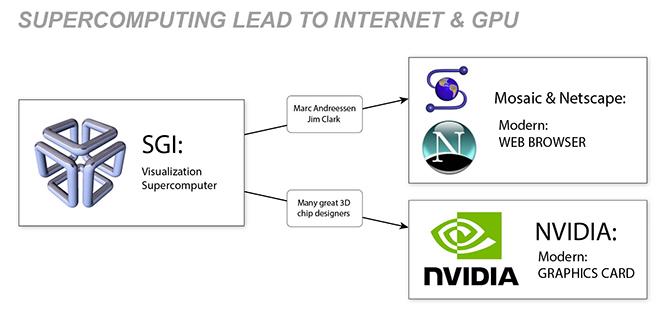 SUPERCOMPUTING LEAD TO INTERNET & GPU
SGI:
Visualization
Supercomputer
Marc Andreessen
Jim Clark
Mosaic & Netscape:
N
Modern:
WEB BROWSER
Many great 3D
chip designers
NVIDIA:
Modern:
GRAPHICS CARD
nVIDIA